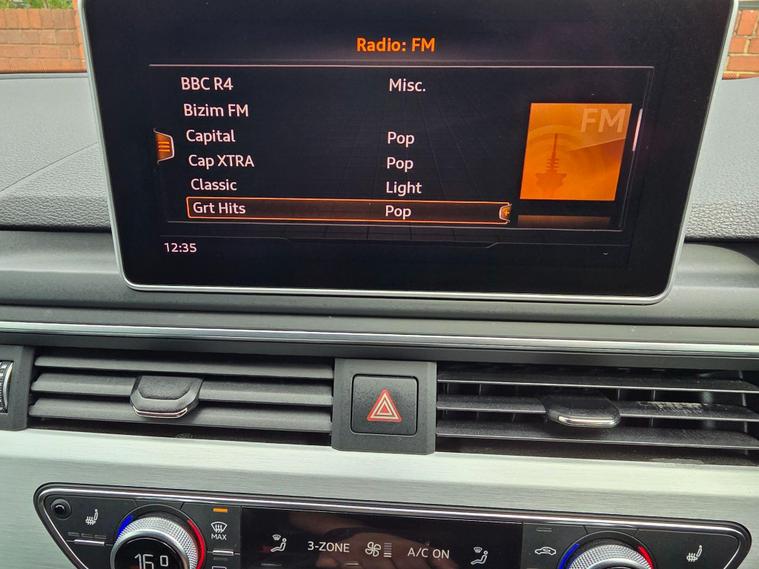 Radio: FM
BBC R4 Misc.
Bizim FM
Capital Pop
Cap XTRA Pop
Classic Light
Grt Hits Pop
FM
12:35
MAX
16.0
3-ZONE
A/C ON